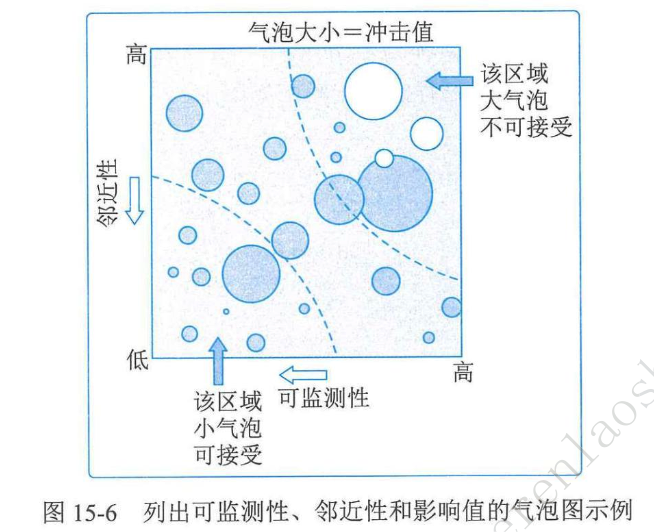 气泡大小＝冲击值
高
该区域
大气泡
不可接受
邻近性
低
高
可监测性
该区域
小气泡
可接受
图 15-6 列出可监测性、邻近性和影响值的气泡图示例
erenlaosh